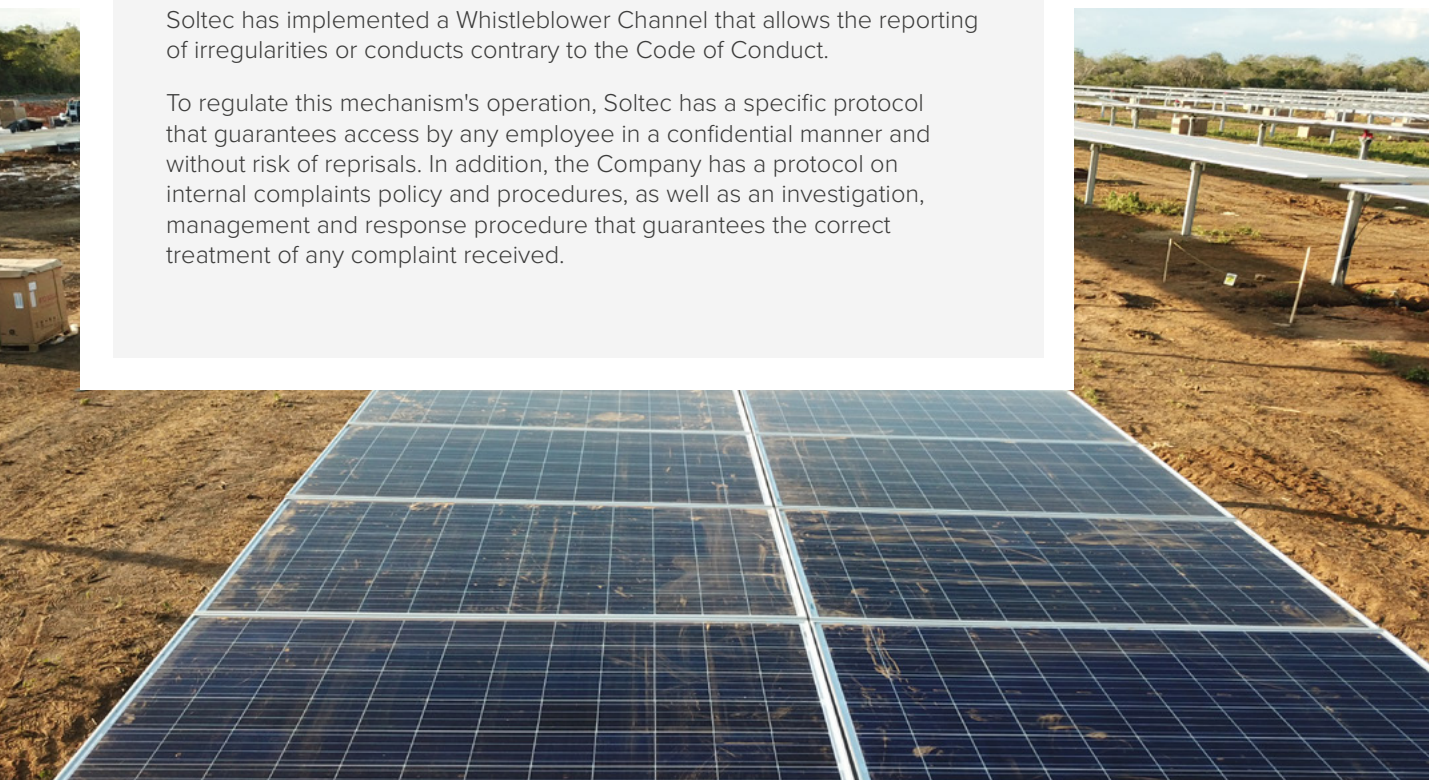 Soltec has implemented a Whistleblower Channel that allows the reporting
of irregularities or conducts contrary to the Code of Conduct.
To regulate this mechanism's operation, Soltec has a specific protocol
that guarantees access by any employee in a confidential manner and
without risk of reprisals. In addition, the Company has a protocol on
internal complaints policy and procedures, as well as an investigation,
management and response procedure that guarantees the correct
treatment of any complaint received.